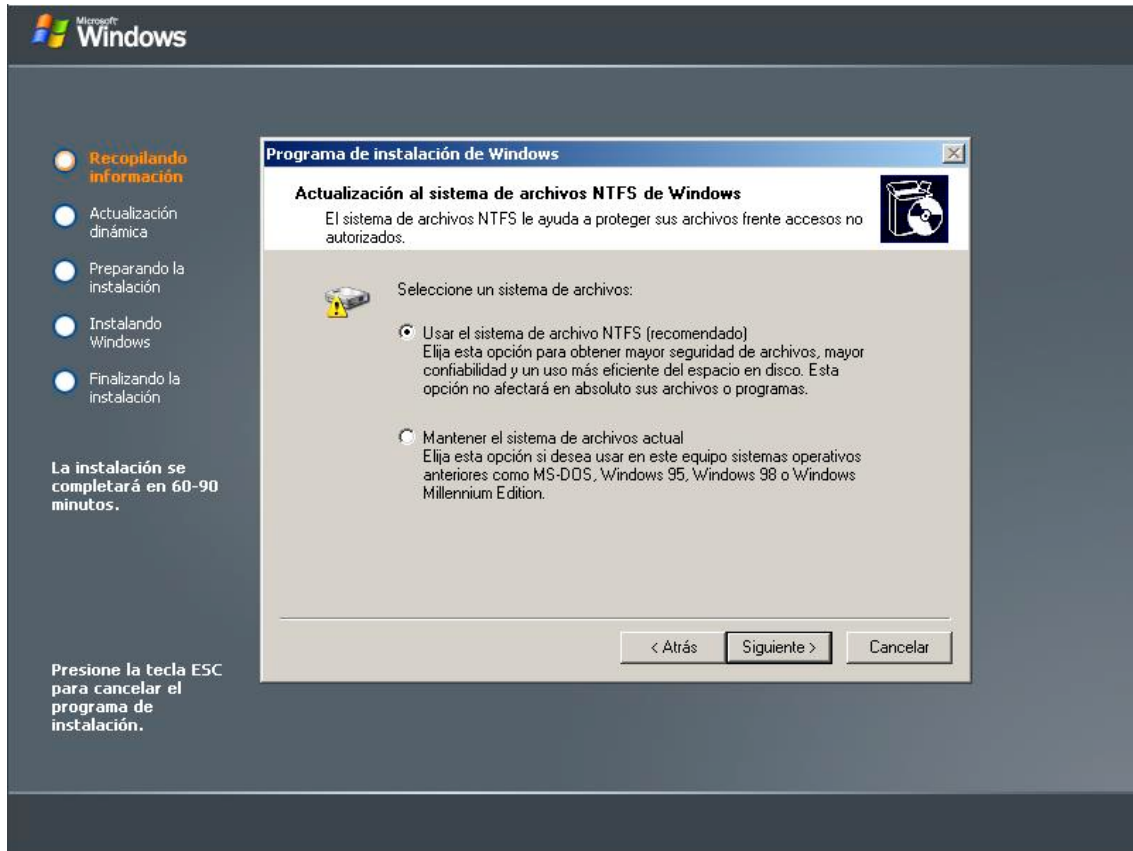 Microsoft
Windows
Recopilando
información
Actualización
dinámica
Preparando la
instalación
Instalando
Windows
Finalizando la
instalación
La instalación se
completará en 60-90
minutos.
Presione la tecla ESC
para cancelar el
programa de
instalación.
Programa de instalación de Windows
Actualización al sistema de archivos NTFS de Windows
El sistema de archivos NTFS le ayuda a proteger sus archivos frente accesos no
autorizados.
Seleccione un sistema de archivos:
Usar el sistema de archivo NTFS (recomendado)
Elija esta opción para obtener mayor seguridad de archivos, mayor
confiabilidad y un uso más eficiente del espacio en disco. Esta
opción no afectará en absoluto sus archivos o programas.
Mantener el sistema de archivos actual
Elija esta opción si desea usar en este equipo sistemas operativos
anteriores como MS-DOS, Windows 95, Windows 98 o Windows
Millennium Edition.
< Atrás
Siguiente >
Cancelar